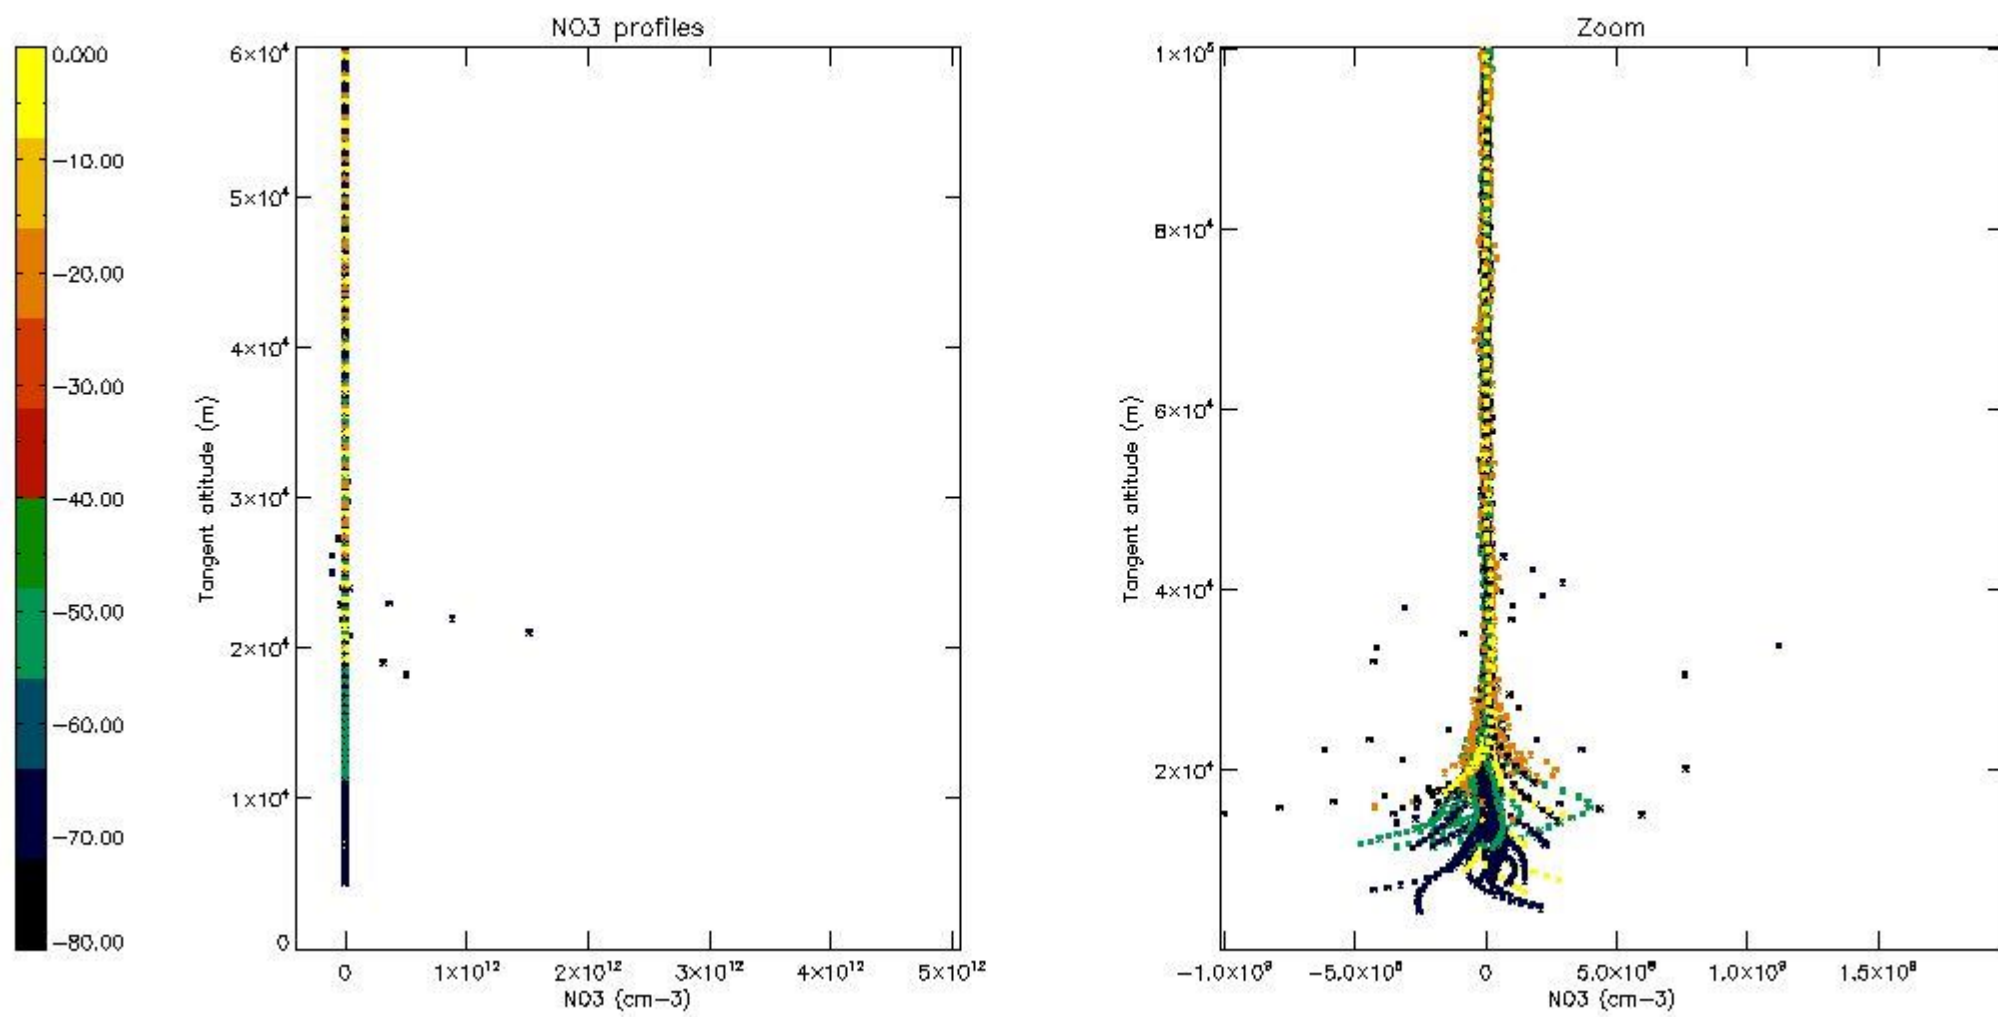 NO3 profiles
0.000
−10.00
−20.00
−30.00
−40.00
−50.00
−60.00
−70.00
−80.00
6×10⁴
5×10⁴
4×10⁴
3×10⁴
2×10⁴
1×10⁴
0
Tangent altitude (m)
0 1×10¹² 2×10¹² 3×10¹² 4×10¹² 5×10¹²
NO3 (cm−3)
Zoom
1×10⁵
8×10⁴
6×10⁴
4×10⁴
2×10⁴
Tangent altitude (m)
−1.0×10⁹ −5.0×10⁸ 0 5.0×10⁸ 1.0×10⁹ 1.5×10⁹
NO3 (cm−3)